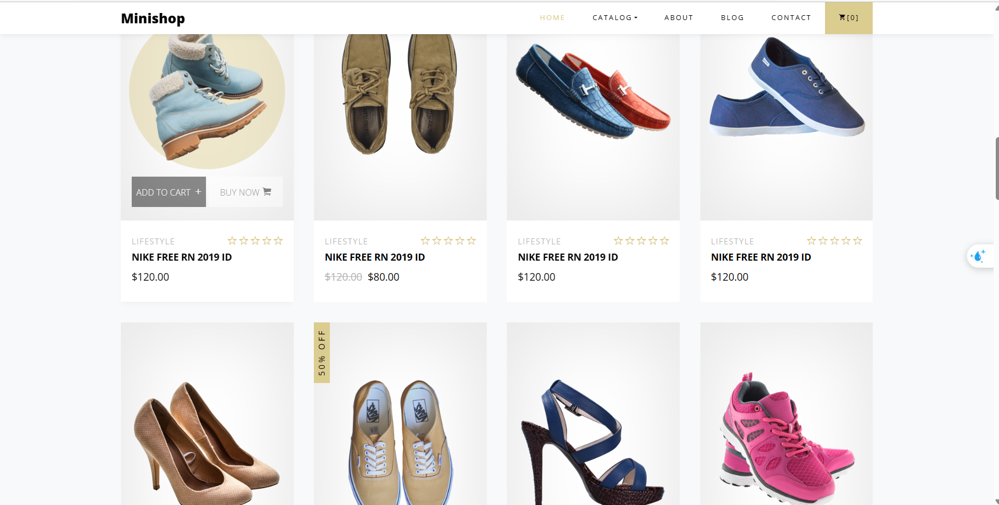 Minishop
HOME CATALOG ABOUT BLOG CONTACT [0]
ADD TO CART + BUY NOW
LIFESTYLE
NIKE FREE RN 2019 ID
$120.00
LIFESTYLE
NIKE FREE RN 2019 ID
$120.00 $80.00
LIFESTYLE
NIKE FREE RN 2019 ID
$120.00
LIFESTYLE
NIKE FREE RN 2019 ID
$120.00
50% OFF
VANS
VANS